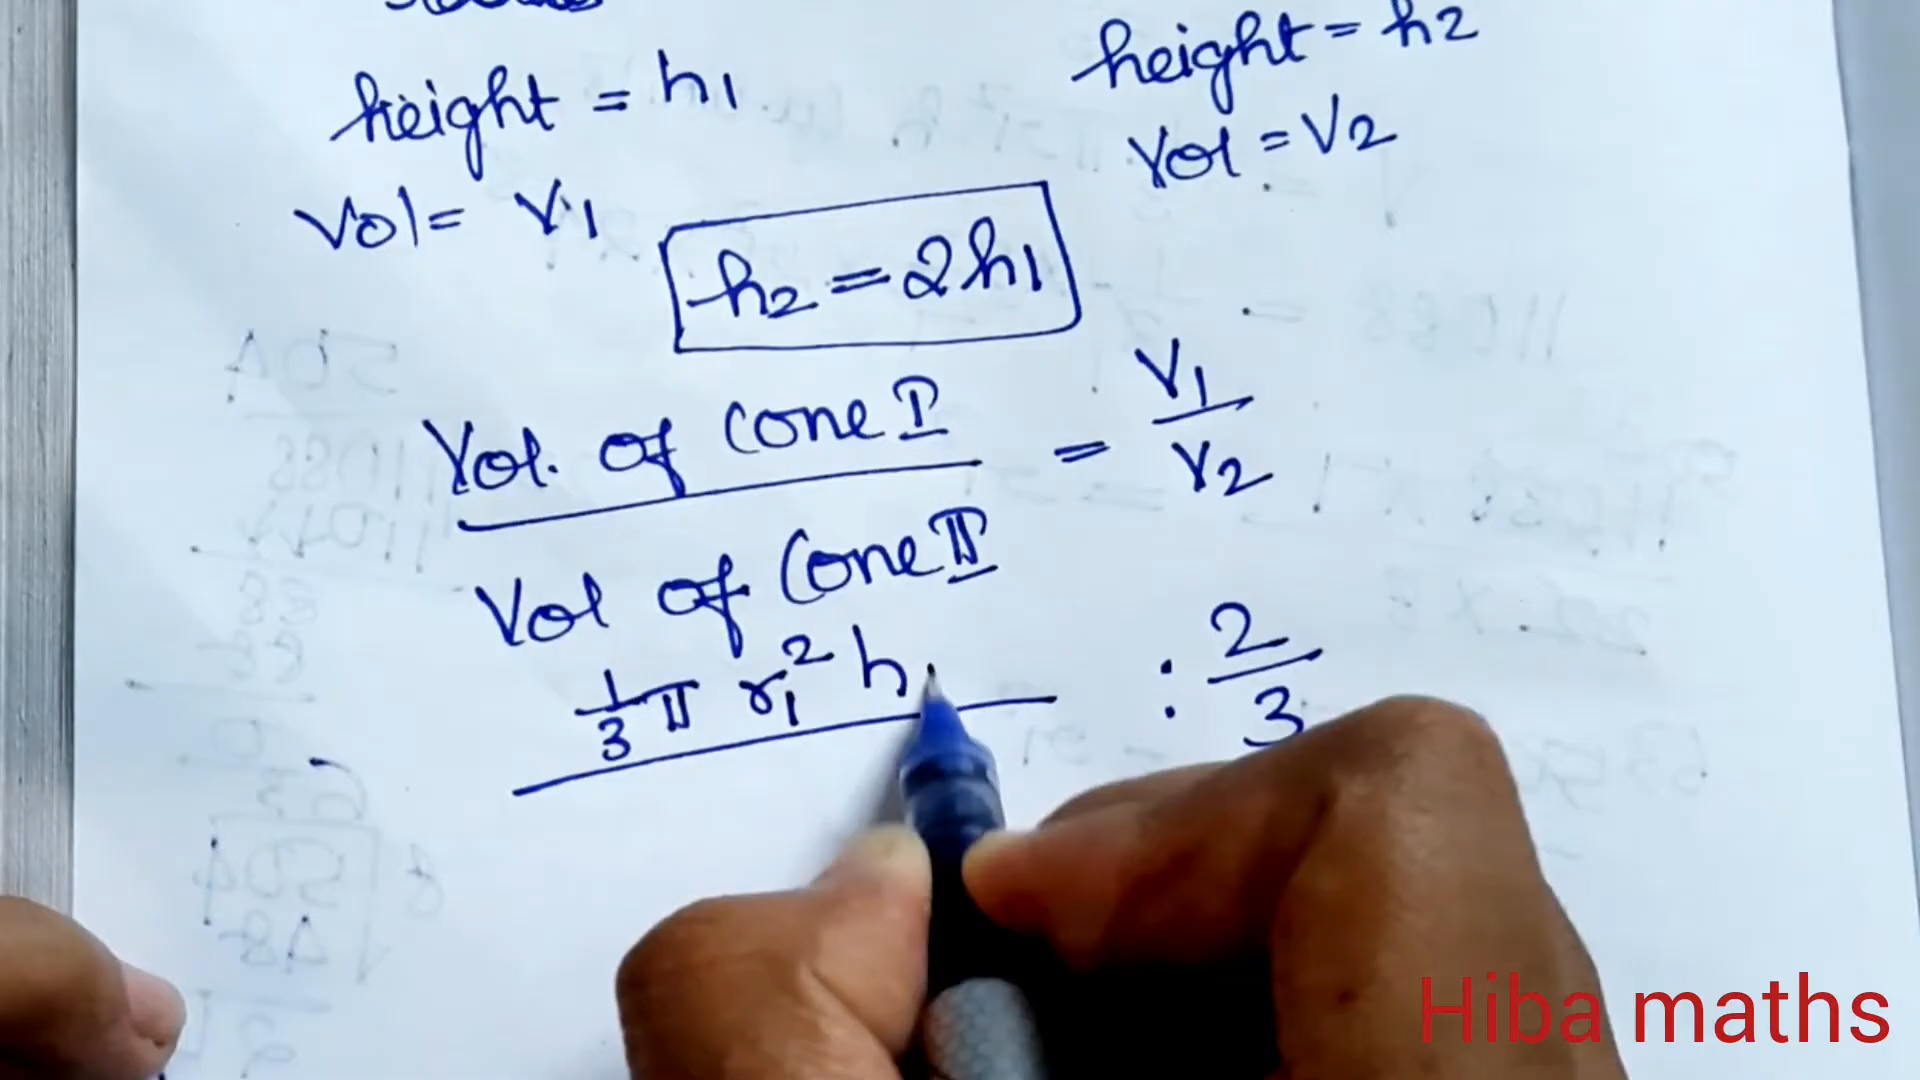 height = h1
height = h2
Vol = V1
Vol = V2
h2 = 2h1
Vol. of Cone I = V1
Vol of Cone II V2
1/3 π r1² h : 2/3
Hiba maths